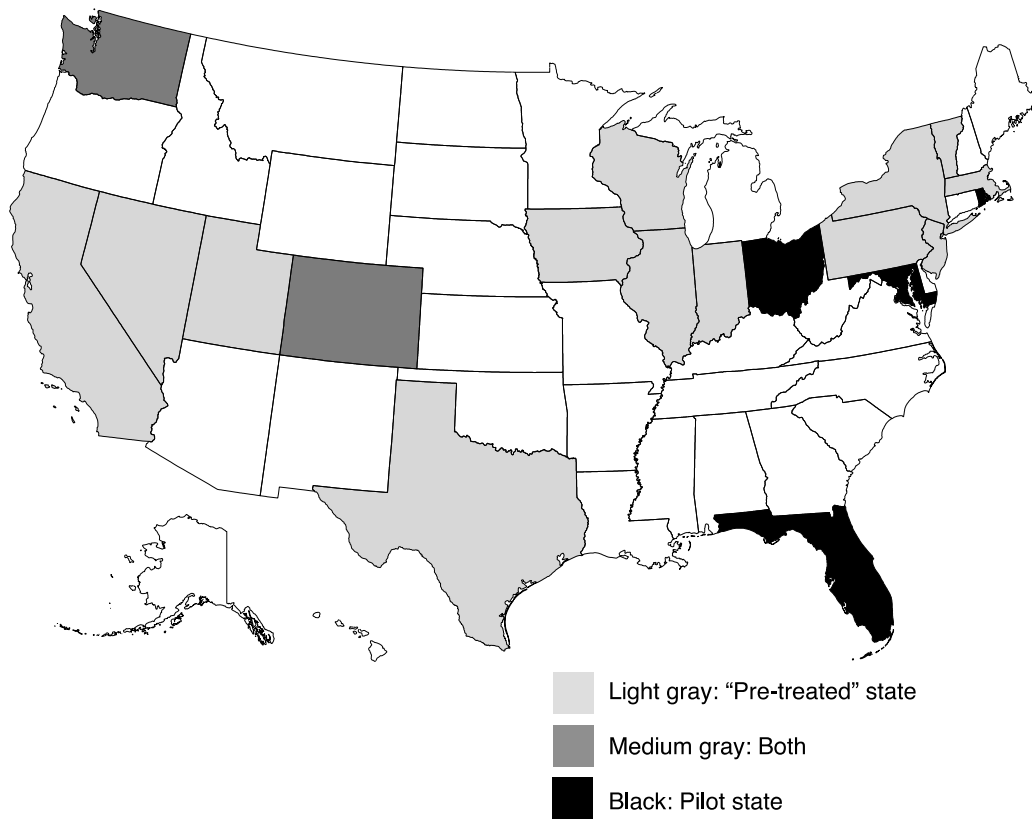 Light gray: “Pre-treated” state
Medium gray: Both
Black: Pilot state